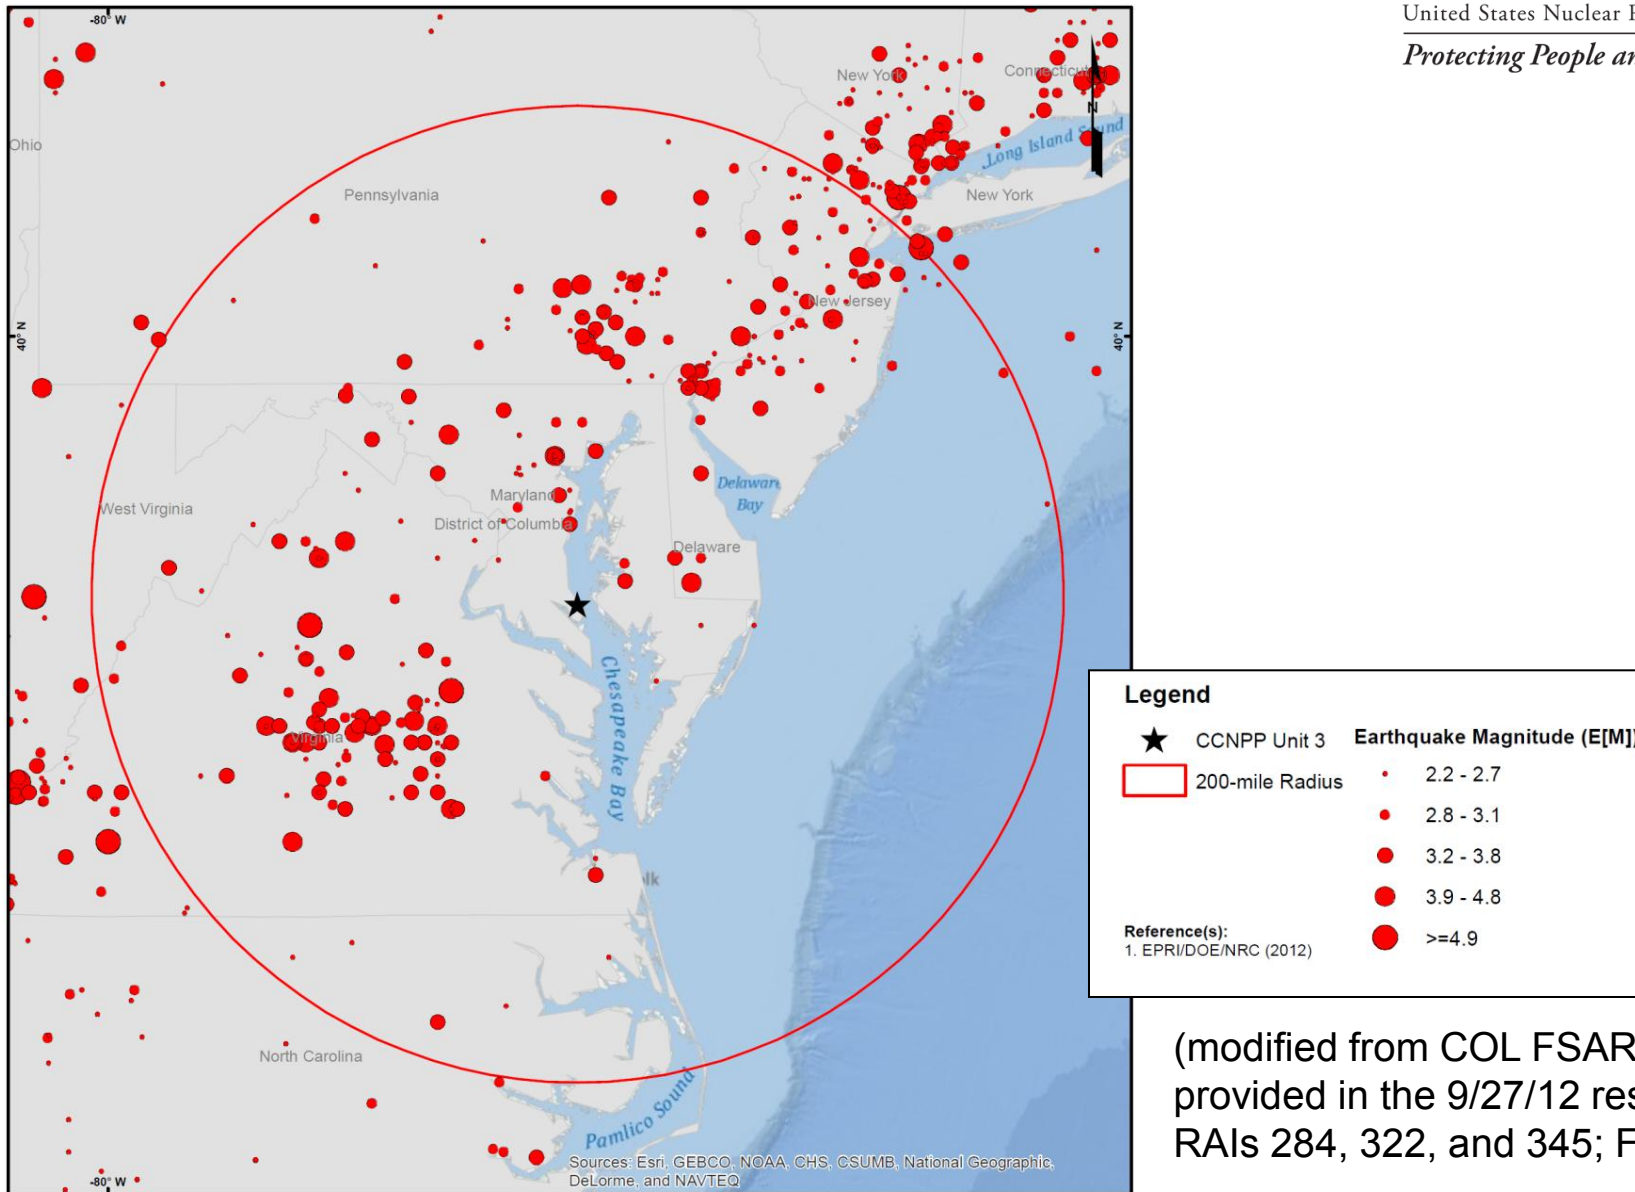 United States Nuclear
Protecting People
-80° W
New York
Connecticut
N
Ohio
Long Island Sound
Pennsylvania
New York
New Jersey
40° N
40° N
Delaware
Bay
Maryland
West Virginia
District of Columbia
Delaware
Chesapeake Bay
Virginia
lk
North Carolina
Pamlico Sound
Sources: Esri, GEBCO, NOAA, CHS, CSUMB, National Geographic,
DeLorme, and NAVTEQ
-80° W
Legend
CCNPP Unit 3
200-mile Radius
Earthquake Magnitude (E[M])
2.2 - 2.7
2.8 - 3.1
3.2 - 3.8
3.9 - 4.8
>=4.9
Reference(s):
1. EPRI/DOE/NRC (2012)
(modified from COL FSAR
provided in the 9/27/12 res
RAIs 284, 322, and 345; F